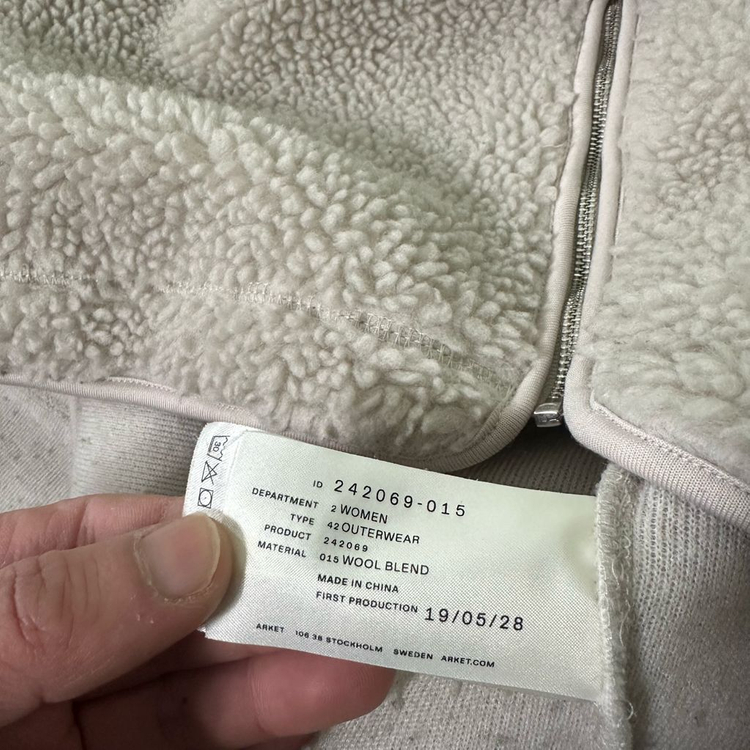 30
ID 242069-015
DEPARTMENT 2 WOMEN
TYPE 42 OUTERWEAR
PRODUCT 242069
MATERIAL 015 WOOL BLEND
MADE IN CHINA
FIRST PRODUCTION 19/05/28
ARKET 106 38 STOCKHOLM SWEDEN ARKET.COM